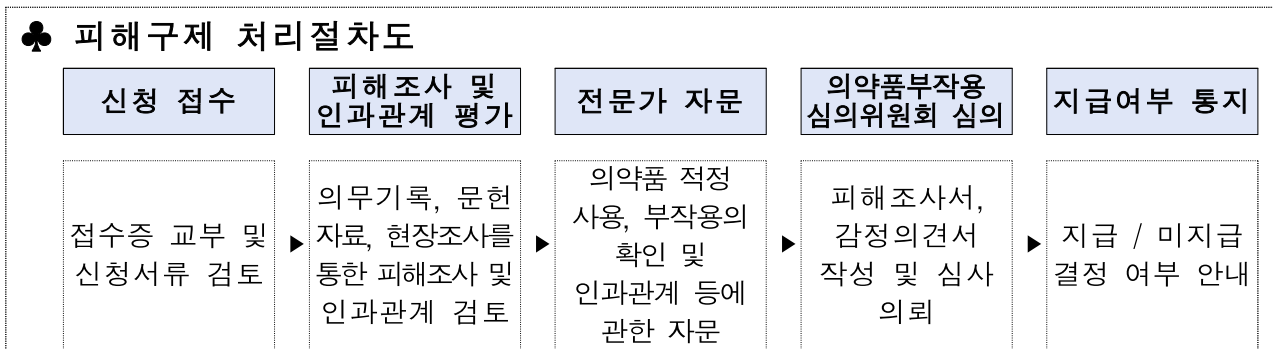 ♣ 피해구제 처리절차도
신청 접수
피해조사 및
인과관계 평가
전문가 자문
의약품부작용
심의위원회 심의
지급여부 통지
접수증 교부 및
신청서류 검토
▶
의무기록, 문헌
자료, 현장조사를
통한 피해조사 및
인과관계 검토
▶
의약품 적정
사용, 부작용의
확인 및
인과관계 등에
관한 자문
▶
피해조사서,
감정의견서
작성 및 심사
의뢰
▶
지급 / 미지급
결정 여부 안내